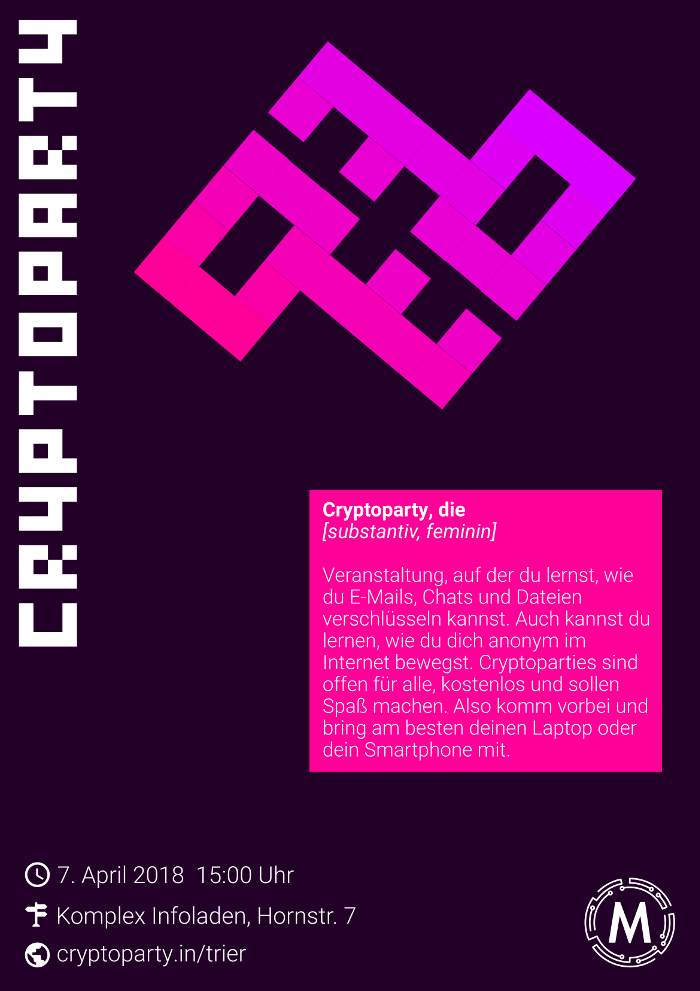 CRYPTOPARTY
Cryptoparty, die
[substantiv, feminin]
Veranstaltung, auf der du lernst, wie
du E-Mails, Chats und Dateien
verschlüsseln kannst. Auch kannst du
lernen, wie du dich anonym im
Internet bewegst. Cryptoparties sind
offen für alle, kostenlos und sollen
Spaß machen. Also komm vorbei und
bring am besten deinen Laptop oder
dein Smartphone mit.
7. April 2018  15:00 Uhr
Komplex Infoladen, Hornstr. 7
cryptoparty.in/trier
M